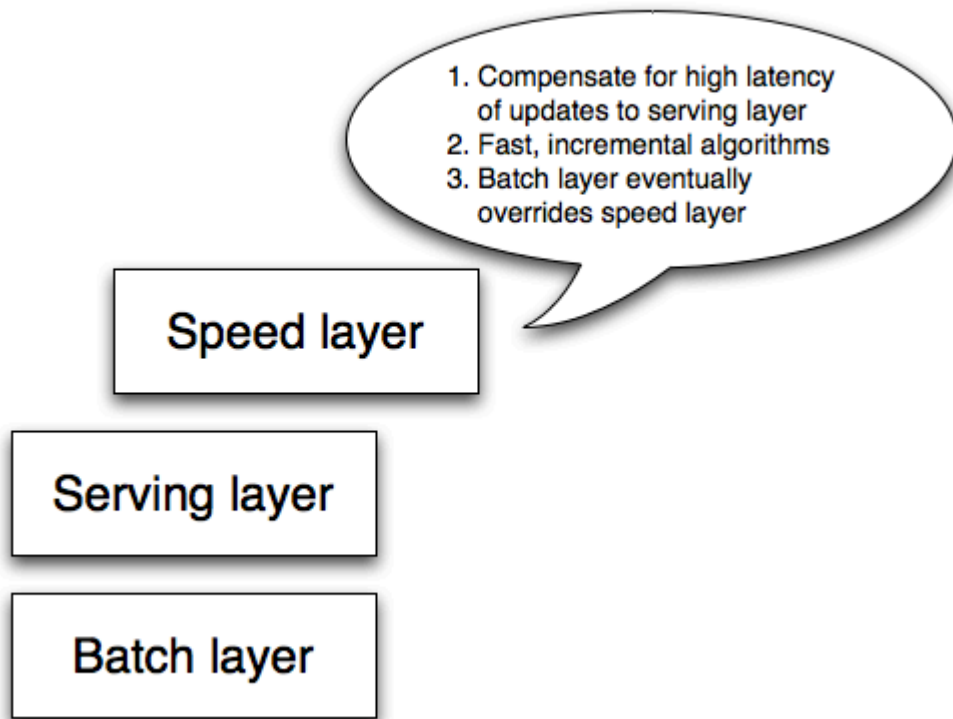 1. Compensate for high latency
of updates to serving layer
2. Fast, incremental algorithms
3. Batch layer eventually
overrides speed layer
Speed layer
Serving layer
Batch layer